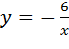 y = − 6/x